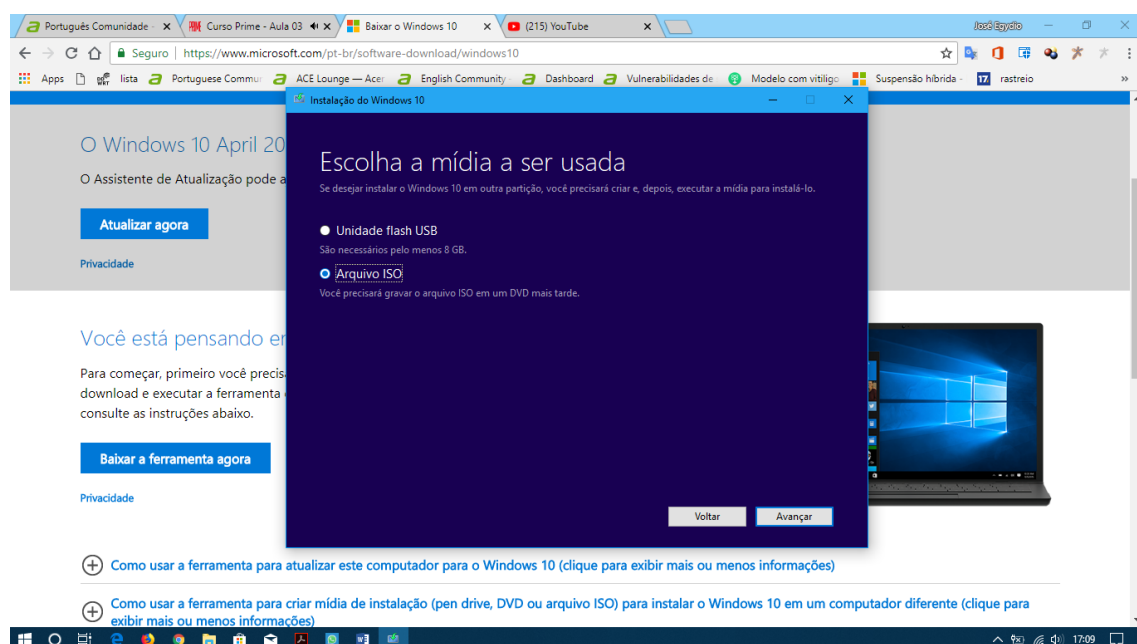 Português Comunidade -
Curso Prime - Aula 03
Baixar o Windows 10
(215) YouTube
José Egydio
Seguro
https://www.microsoft.com/pt-br/software-download/windows10
Apps
lista
Portuguese Commu
ACE Lounge — Acer
English Community -
Dashboard
Vulnerabilidades de
Modelo com vitiligo
Suspensão híbrida -
17.
rastreio
»
Instalação do Windows 10
O Windows 10 April 20
O Assistente de Atualização pode a
Atualizar agora
Privacidade
Escolha a mídia a ser usada
Se desejar instalar o Windows 10 em outra partição, você precisará criar e, depois, executar a mídia para instalá-lo.
Unidade flash USB
São necessários pelo menos 8 GB.
Arquivo ISO
Você precisará gravar o arquivo ISO em um DVD mais tarde.
Voltar
Avançar
Você está pensando er
Para começar, primeiro você precis
download e executar a ferramenta
consulte as instruções abaixo.
Baixar a ferramenta agora
Privacidade
Como usar a ferramenta para atualizar este computador para o Windows 10 (clique para exibir mais ou menos informações)
Como usar a ferramenta para criar mídia de instalação (pen drive, DVD ou arquivo ISO) para instalar o Windows 10 em um computador diferente (clique para
exibir mais ou menos informações)
17:09